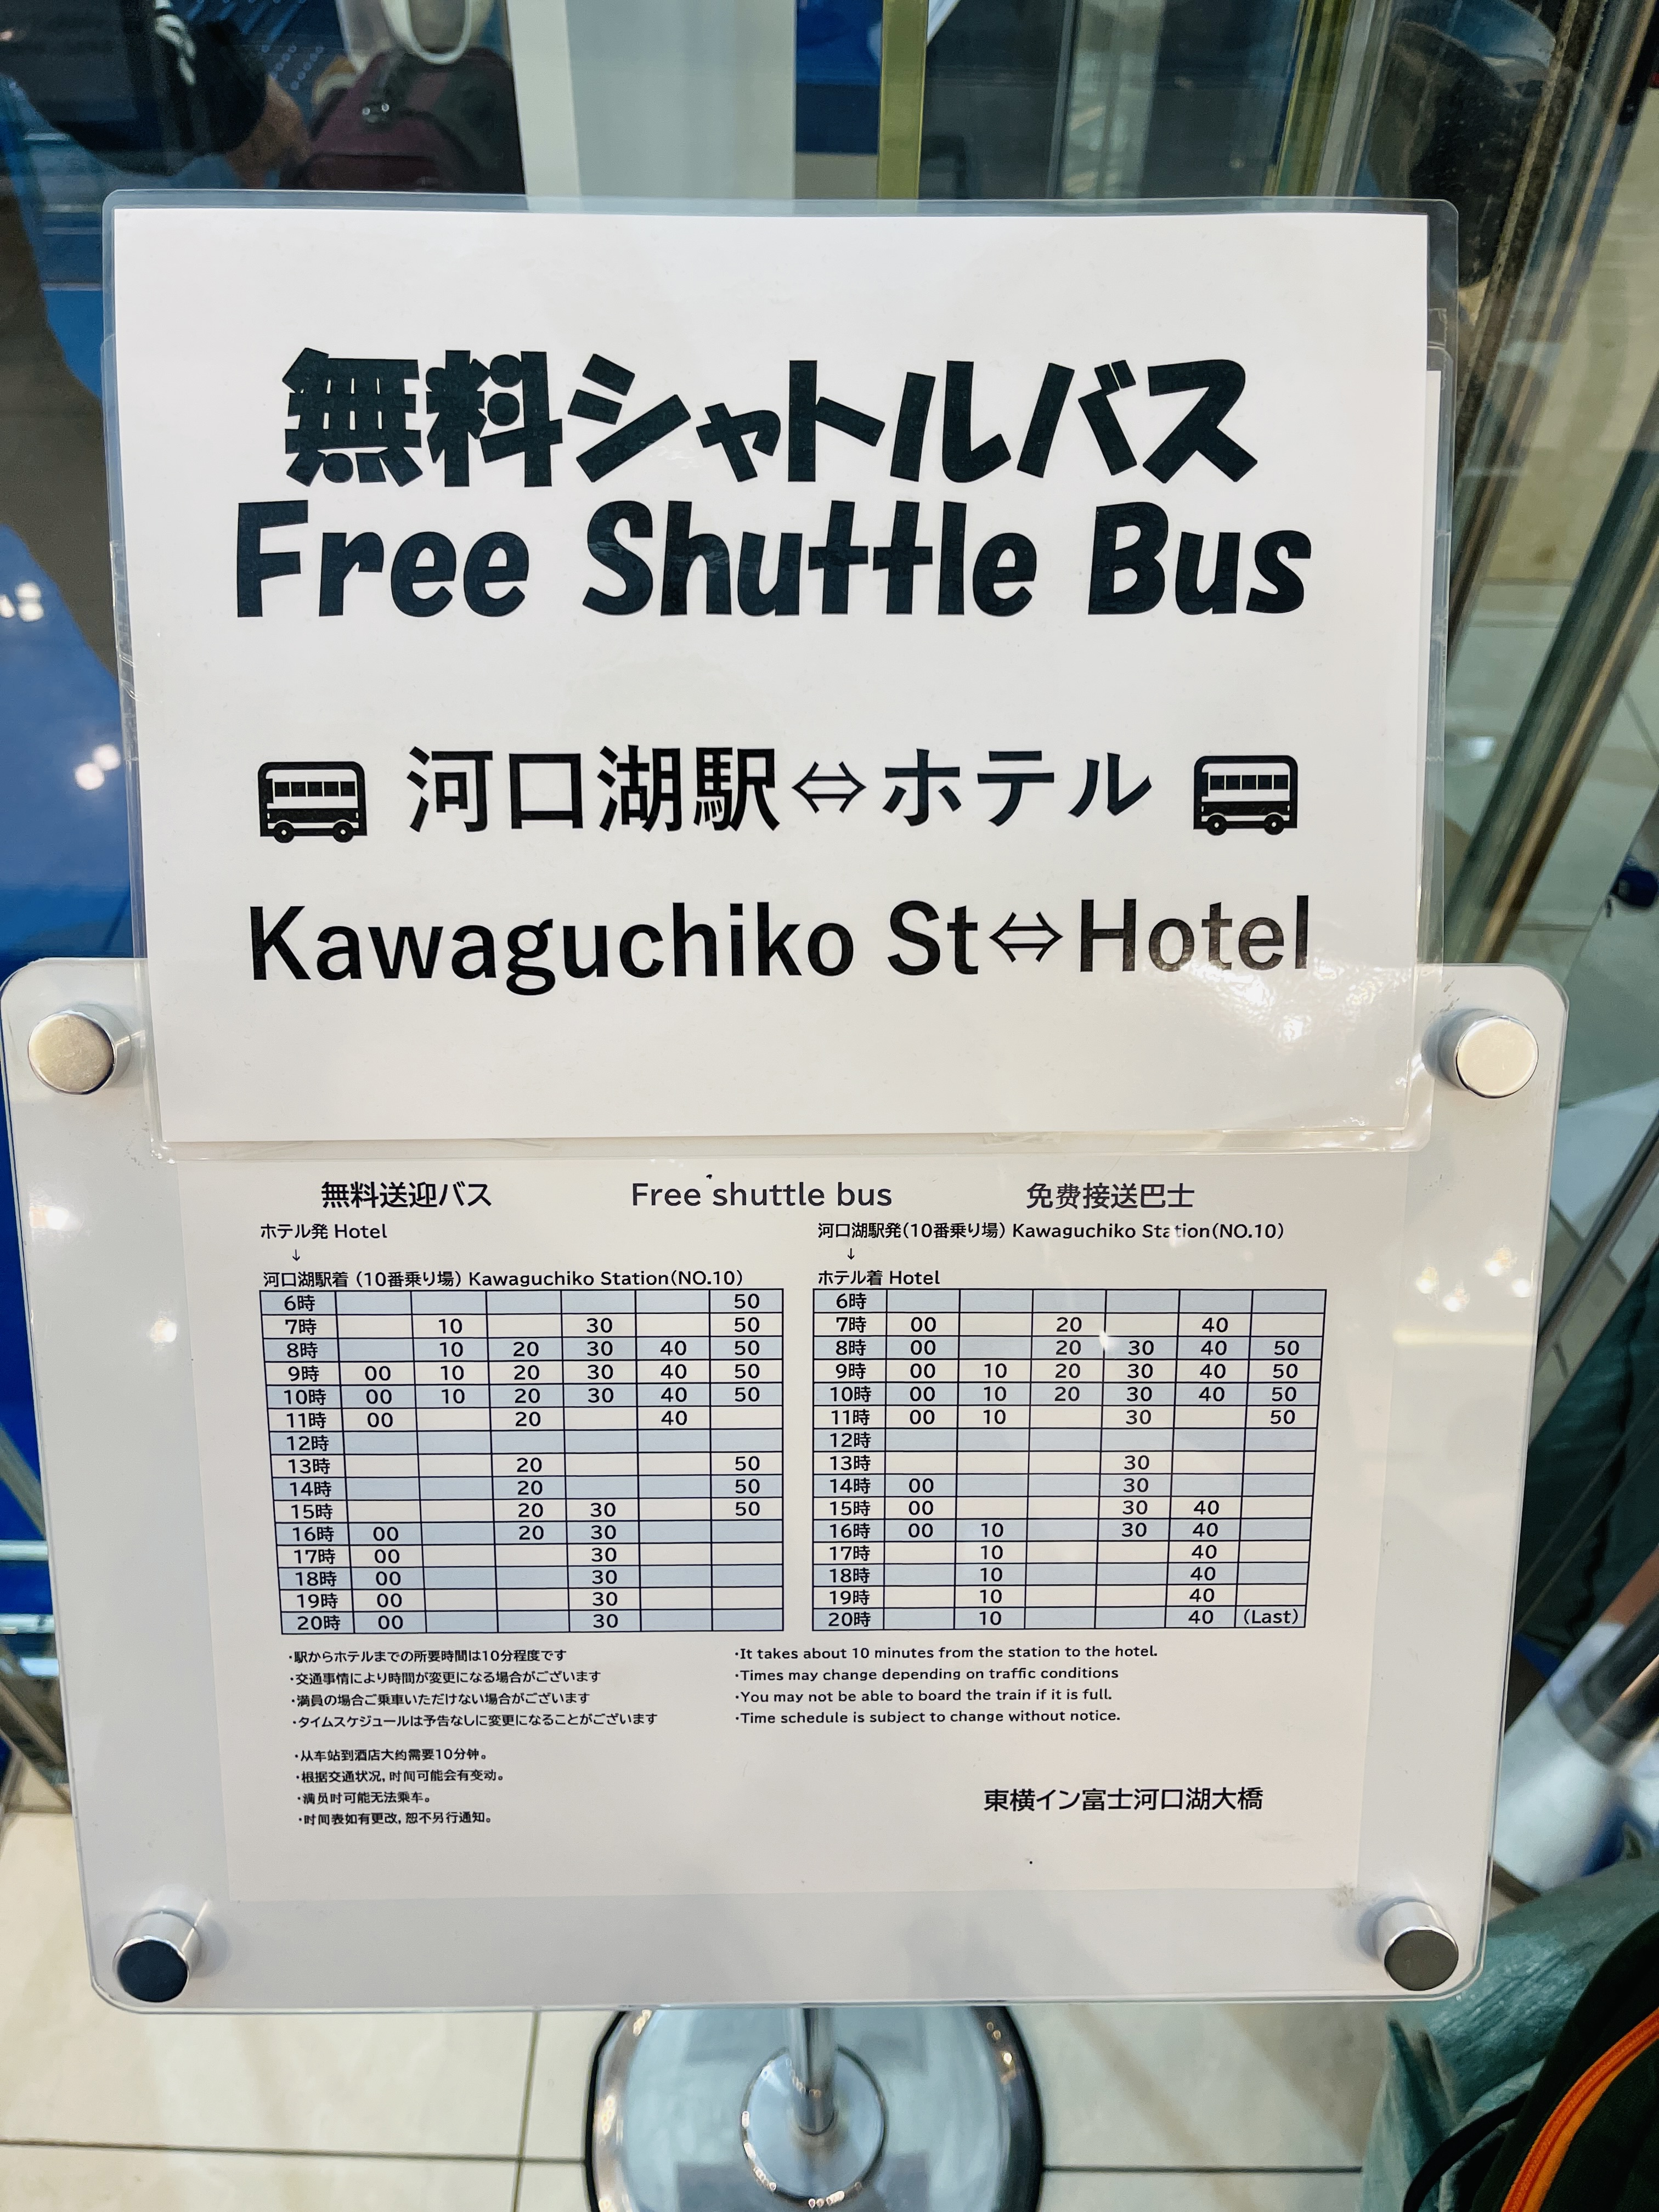 無料シャトルバス
Free Shuttle Bus
河口湖駅⇔ホテル
Kawaguchiko St⇔Hotel
無料送迎バス Free shuttle bus 免费接送巴士
ホテル発 Hotel
↓
河口湖駅着 (10番乗り場) Kawaguchiko Station(NO.10)
6時 50
7時 10 30 50
8時 10 20 30 40 50
9時 00 10 20 30 40 50
10時 00 10 20 30 40 50
11時 00 20 40
12時
13時 20 50
14時 20 50
15時 20 30 50
16時 00 20 30
17時 00 30
18時 00 30
19時 00 30
20時 00 30
河口湖駅発(10番乗り場) Kawaguchiko Station(NO.10)
↓
ホテル着 Hotel
6時
7時 00 20 40
8時 00 20 30 40 50
9時 00 10 20 30 40 50
10時 00 10 20 30 40 50
11時 00 10 30 50
12時
13時 30
14時 00 30
15時 00 30 40
16時 00 10 30 40
17時 10 40
18時 10 40
19時 10 40
20時 10 40 (Last)
・駅からホテルまでの所要時間は10分程度です
・交通事情により時間が変更になる場合がございます
・満員の場合ご乗車いただけない場合がございます
・タイムスケジュールは予告なしに変更になることがございます
・It takes about 10 minutes from the station to the hotel.
・Times may change depending on traffic conditions
・You may not be able to board the train if it is full.
・Time schedule is subject to change without notice.
・从车站到酒店大约需要10分钟。
・根据交通状况，时间可能会有变动。
・满员时可能无法乘车。
・时间表如有更改，恕不另行通知。
東横イン富士河口湖大橋